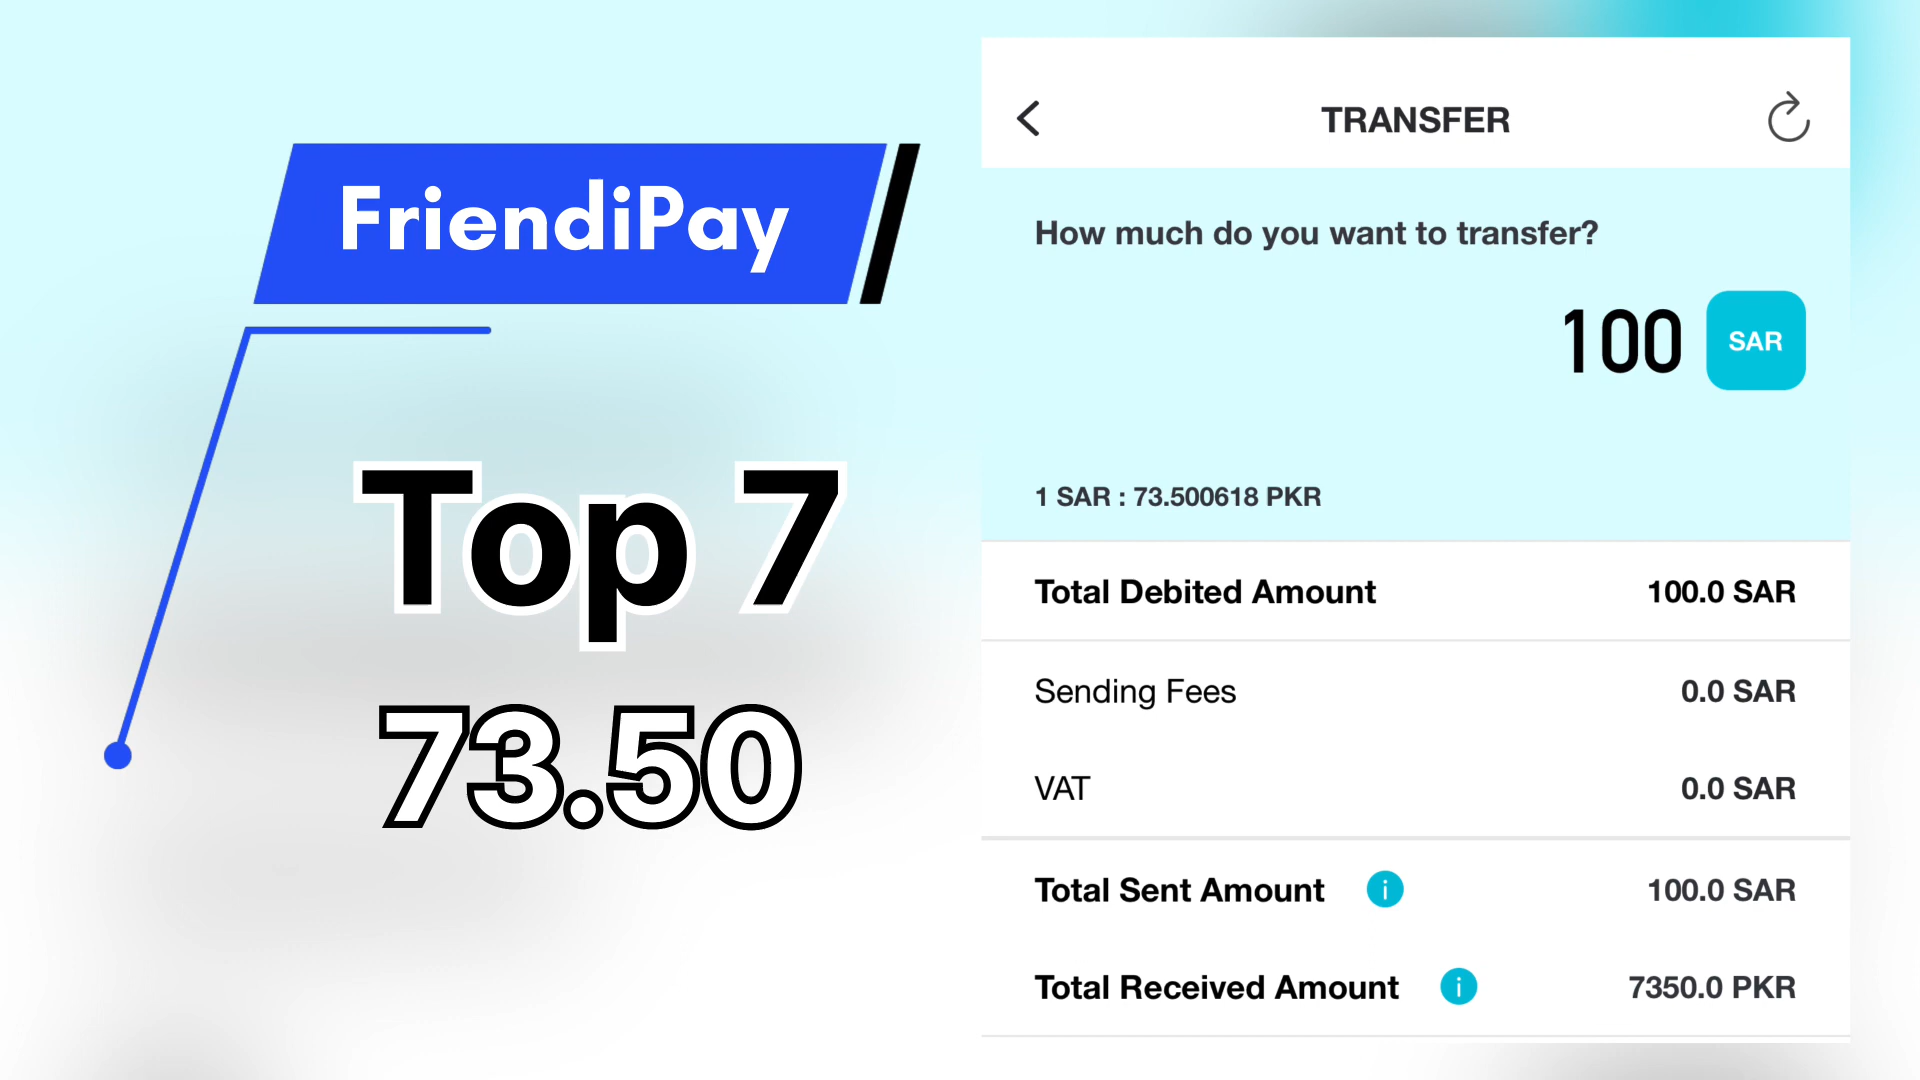 FriendiPay
Top 7
73.50
TRANSFER
How much do you want to transfer?
100 SAR
1 SAR : 73.500618 PKR
Total Debited Amount 100.0 SAR
Sending Fees 0.0 SAR
VAT 0.0 SAR
Total Sent Amount i 100.0 SAR
Total Received Amount i 7350.0 PKR